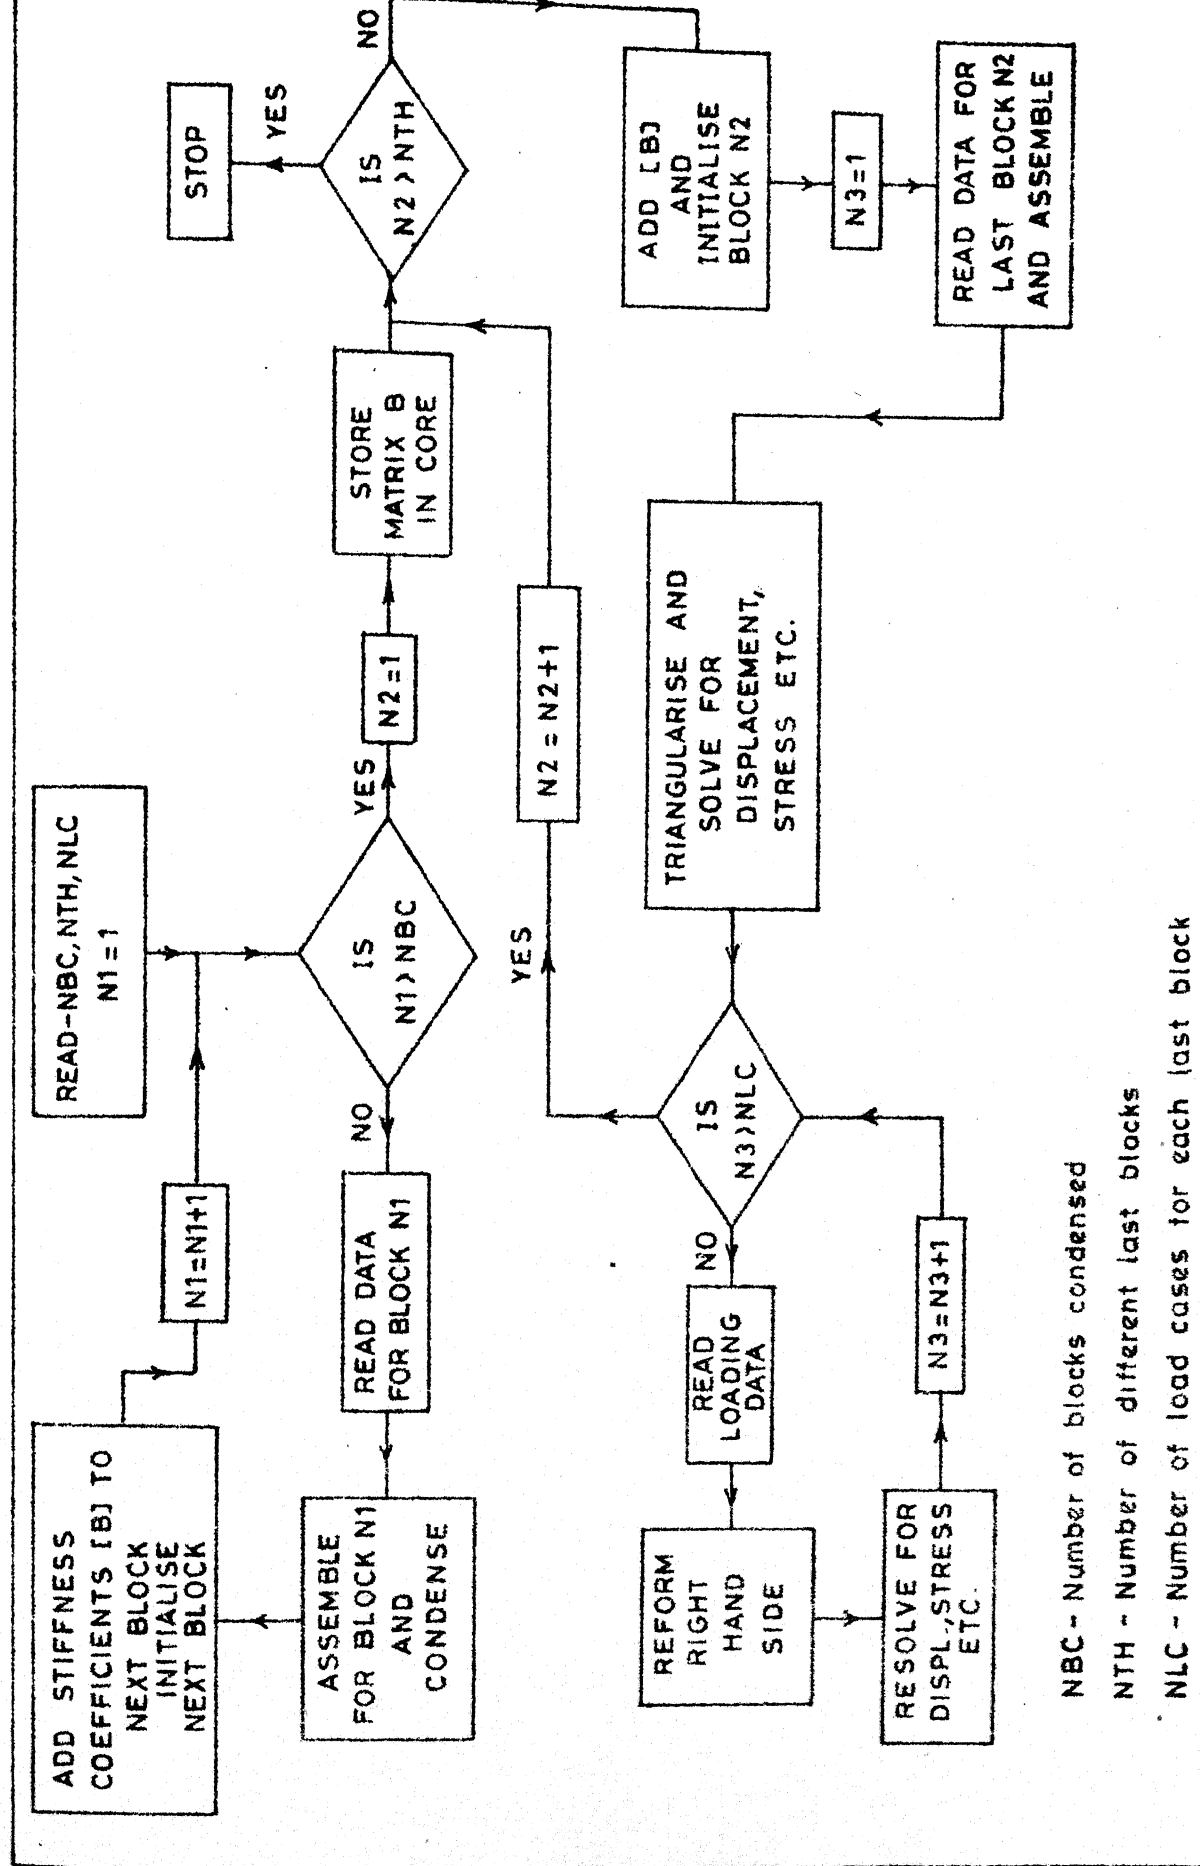 READ-NBC, NTH, NLC
N1=1
N1=N1+1
ADD STIFFNESS
COEFFICIENTS [B] TO
NEXT BLOCK
INITIALISE
NEXT BLOCK
IS
N1>NBC
NO
YES
READ DATA
FOR BLOCK N1
ASSEMBLE
FOR BLOCK N1
AND
CONDENSE
N2=1
STORE
MATRIX B
IN CORE
IS
N2>NTH
YES
STOP
NO
ADD [B]
AND
INITIALISE
BLOCK N2
N3=1
READ DATA FOR
LAST BLOCK N2
AND ASSEMBLE
TRIANGULARISE AND
SOLVE FOR
DISPLACEMENT,
STRESS ETC.
IS
N3>NLC
YES
N2=N2+1
NO
READ
LOADING
DATA
REFORM
RIGHT
HAND
SIDE
RESOLVE FOR
DISPL.,STRESS
ETC.
N3=N3+1
NBC - Number of blocks condensed
NTH - Number of different last blocks
NLC - Number of load cases for each last block